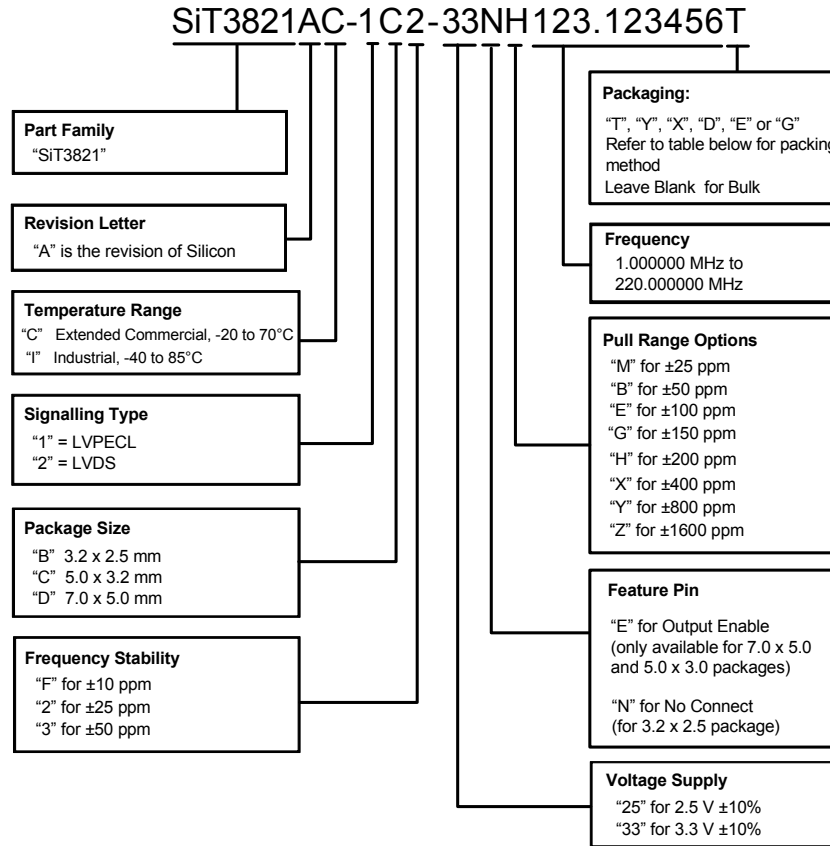 SiT3821AC-1C2-33NH123.123456T
Part Family
“SiT3821”
Revision Letter
“A” is the revision of Silicon
Temperature Range
“C” Extended Commercial, -20 to 70°C
“I” Industrial, -40 to 85°C
Signalling Type
“1” = LVPECL
“2” = LVDS
Package Size
“B” 3.2 x 2.5 mm
“C” 5.0 x 3.2 mm
“D” 7.0 x 5.0 mm
Frequency Stability
“F” for ±10 ppm
“2” for ±25 ppm
“3” for ±50 ppm
Packaging:
“T”, “Y”, “X”, “D”, “E” or “G”
Refer to table below for packing
method
Leave Blank for Bulk
Frequency
1.000000 MHz to
220.000000 MHz
Pull Range Options
“M” for ±25 ppm
“B” for ±50 ppm
“E” for ±100 ppm
“G” for ±150 ppm
“H” for ±200 ppm
“X” for ±400 ppm
“Y” for ±800 ppm
“Z” for ±1600 ppm
Feature Pin
“E” for Output Enable
(only available for 7.0 x 5.0
and 5.0 x 3.0 packages)
“N” for No Connect
(for 3.2 x 2.5 package)
Voltage Supply
“25” for 2.5 V ±10%
“33” for 3.3 V ±10%